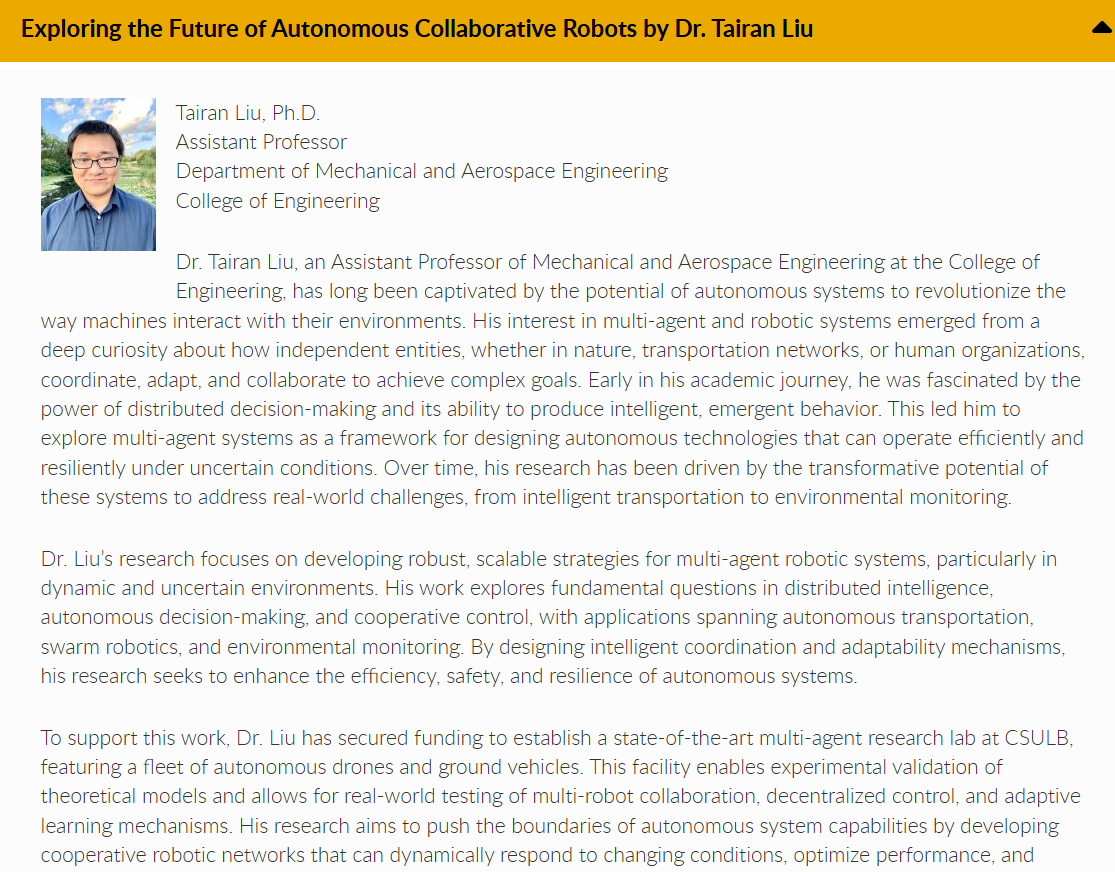 Exploring the Future of Autonomous Collaborative Robots by Dr. Tairan Liu
Tairan Liu, Ph.D.
Assistant Professor
Department of Mechanical and Aerospace Engineering
College of Engineering
Dr. Tairan Liu, an Assistant Professor of Mechanical and Aerospace Engineering at the College of
Engineering, has long been captivated by the potential of autonomous systems to revolutionize the
way machines interact with their environments. His interest in multi-agent and robotic systems emerged from a
deep curiosity about how independent entities, whether in nature, transportation networks, or human organizations,
coordinate, adapt, and collaborate to achieve complex goals. Early in his academic journey, he was fascinated by the
power of distributed decision-making and its ability to produce intelligent, emergent behavior. This led him to
explore multi-agent systems as a framework for designing autonomous technologies that can operate efficiently and
resiliently under uncertain conditions. Over time, his research has been driven by the transformative potential of
these systems to address real-world challenges, from intelligent transportation to environmental monitoring.
Dr. Liu’s research focuses on developing robust, scalable strategies for multi-agent robotic systems, particularly in
dynamic and uncertain environments. His work explores fundamental questions in distributed intelligence,
autonomous decision-making, and cooperative control, with applications spanning autonomous transportation,
swarm robotics, and environmental monitoring. By designing intelligent coordination and adaptability mechanisms,
his research seeks to enhance the efficiency, safety, and resilience of autonomous systems.
To support this work, Dr. Liu has secured funding to establish a state-of-the-art multi-agent research lab at CSULB,
featuring a fleet of autonomous drones and ground vehicles. This facility enables experimental validation of
theoretical models and allows for real-world testing of multi-robot collaboration, decentralized control, and adaptive
learning mechanisms. His research aims to push the boundaries of autonomous system capabilities by developing
cooperative robotic networks that can dynamically respond to changing conditions, optimize performance, and